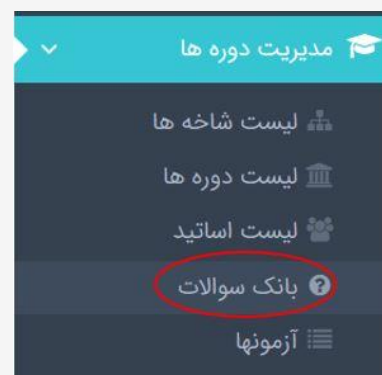 مدیریت دوره ها
لیست شاخه ها
لیست دوره ها
لیست اساتید
بانک سوالات
آزمونها